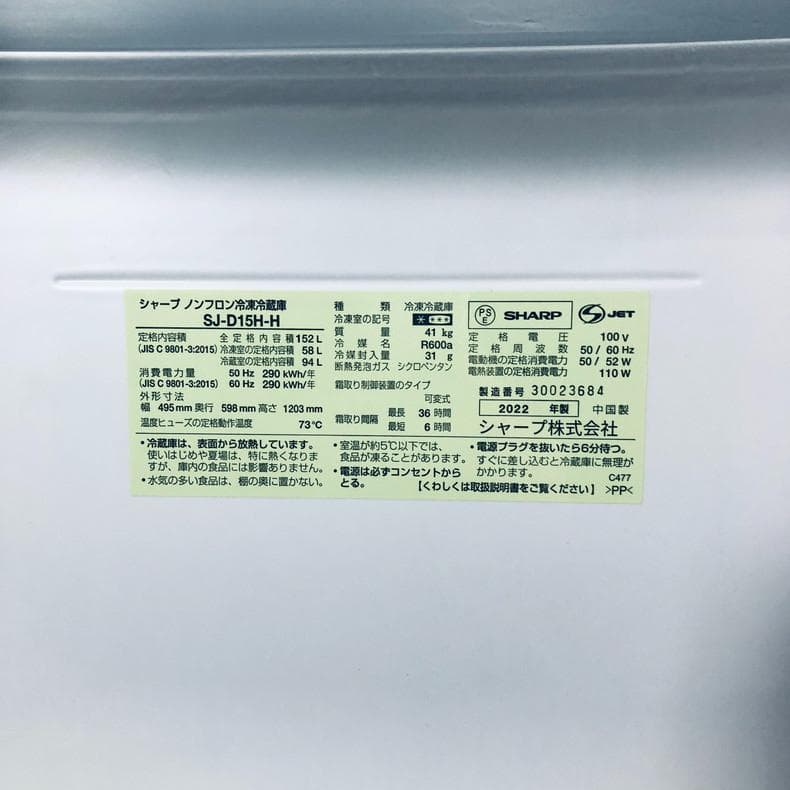 シャープ ノンフロン冷凍冷蔵庫
SJ-D15H-H
定格内容積 全定格内容積 152 L
(JIS C 9801-3:2015) 冷凍室の定格内容積 58 L
冷蔵室の定格内容積 94 L
消費電力量 50 Hz 290 kWh/年
(JIS C 9801-3:2015) 60 Hz 290 kWh/年
外形寸法
幅 495mm 奥行 598mm 高さ 1203mm
温度ヒューズの定格動作温度 73℃
種類 冷凍冷蔵庫
冷凍室の記号
質量 41 kg
冷媒名 R600a
冷媒封入量 31 g
断熱発泡ガス シクロペンタン
霜取り制御装置のタイプ
可変式
霜取り間隔 最長 36 時間
最短 6 時間
PS E SHARP S JET
定格電圧 100 V
定格周波数 50 / 60 Hz
電動機の定格消費電力 50 / 52 W
電熱装置の定格消費電力 110 W
製造番号 30023684
2022 年製 中国製
シャープ株式会社
・冷蔵庫は、表面から放熱しています。
使いはじめや夏場は、特に熱くなりま
すが、庫内の食品には影響ありません。
・水気の多い食品は、棚の奥に置かない。
・室温が約5℃以下では、
食品が凍ることがあります。
・電源は必ずコンセントから
とる。
・電源プラグを抜いたら6分待つ。
すぐに差し込むと冷蔵庫に無理が
かかります。
C477
【くわしくは取扱説明書をご覧ください】 >PP<